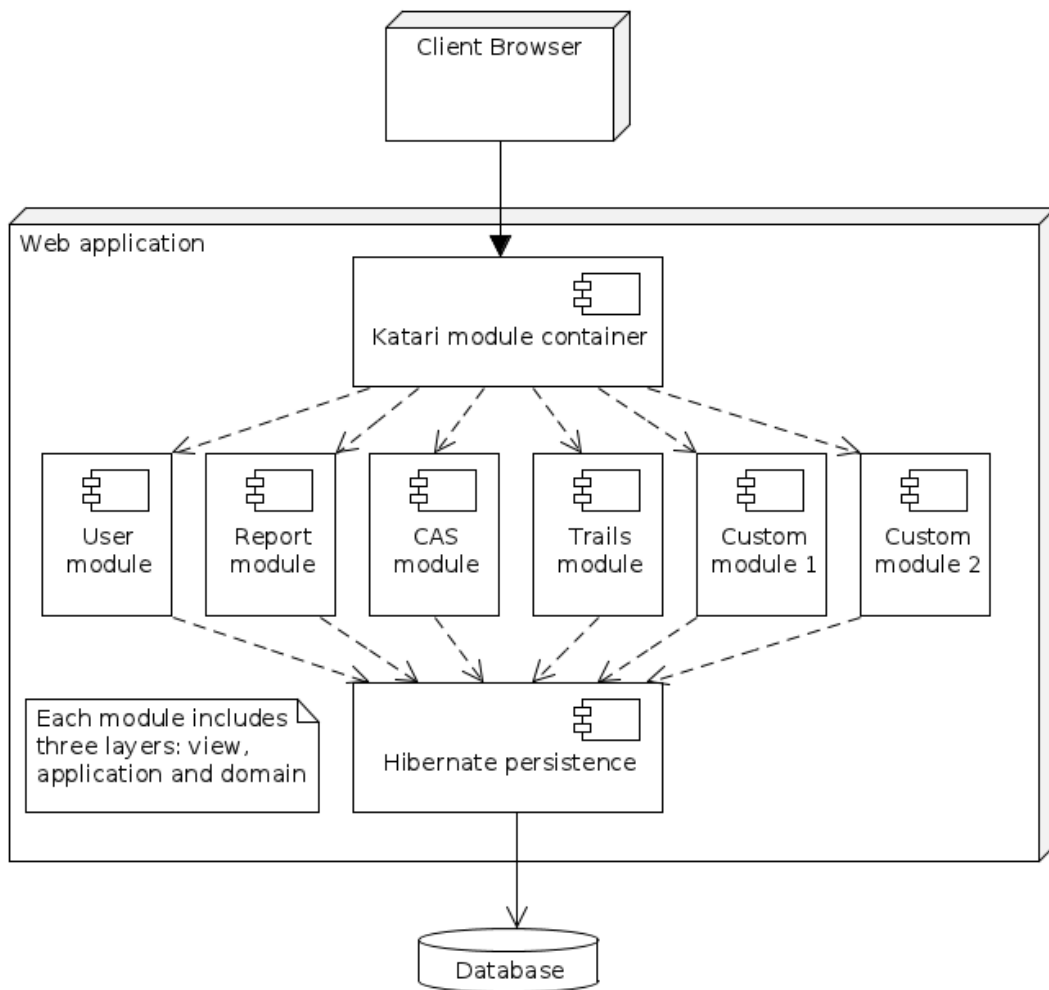 Client Browser
Web application
Katari module container
User
module
Report
module
CAS
module
Trails
module
Custom
module 1
Custom
module 2
Each module includes
three layers: view,
application and domain
Hibernate persistence
Database